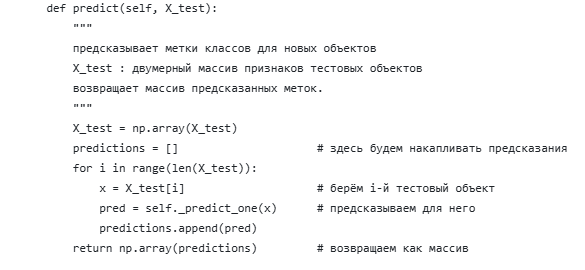 def predict(self, X_test):
"""
предсказывает метки классов для новых объектов
X_test : двумерный массив признаков тестовых объектов
возвращает массив предсказанных меток.
"""
X_test = np.array(X_test)
predictions = [] # здесь будем накапливать предсказания
for i in range(len(X_test)):
x = X_test[i] # берём i-й тестовый объект
pred = self._predict_one(x) # предсказываем для него
predictions.append(pred)
return np.array(predictions) # возвращаем как массив